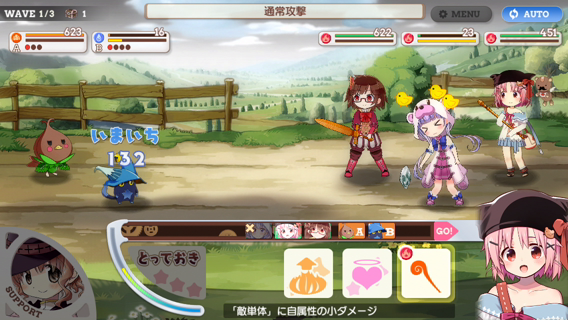 WAVE 1/3
1
通常攻撃
MENU
AUTO
623
A
16
B
622
23
451
いまいち
132
A
B
GO!
SUPPORT
とっておき
「敵単体」に自属性の小ダメージ